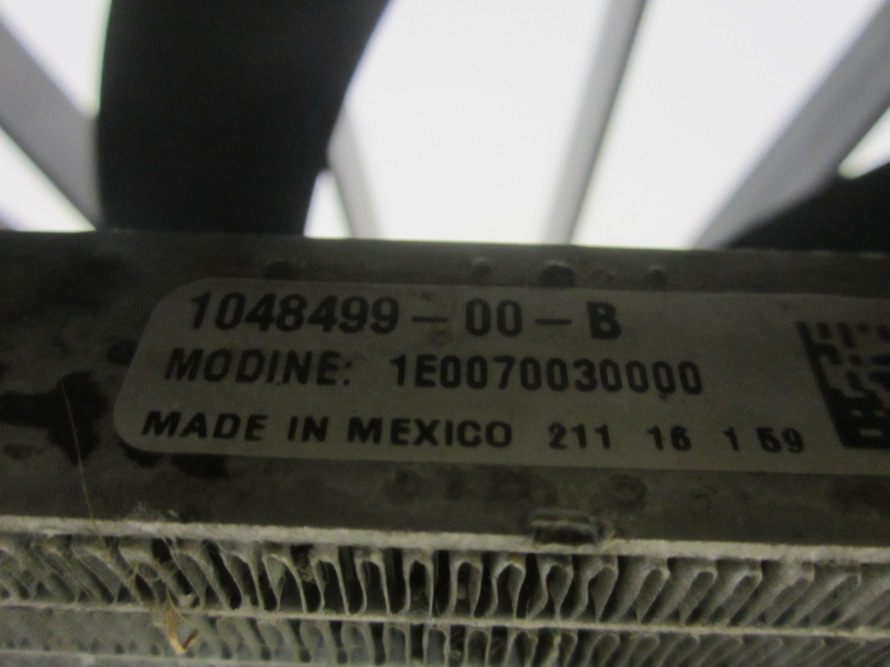 1048499-00-B
MODINE: 1E0070030000
MADE IN MEXICO 211 16 1 59